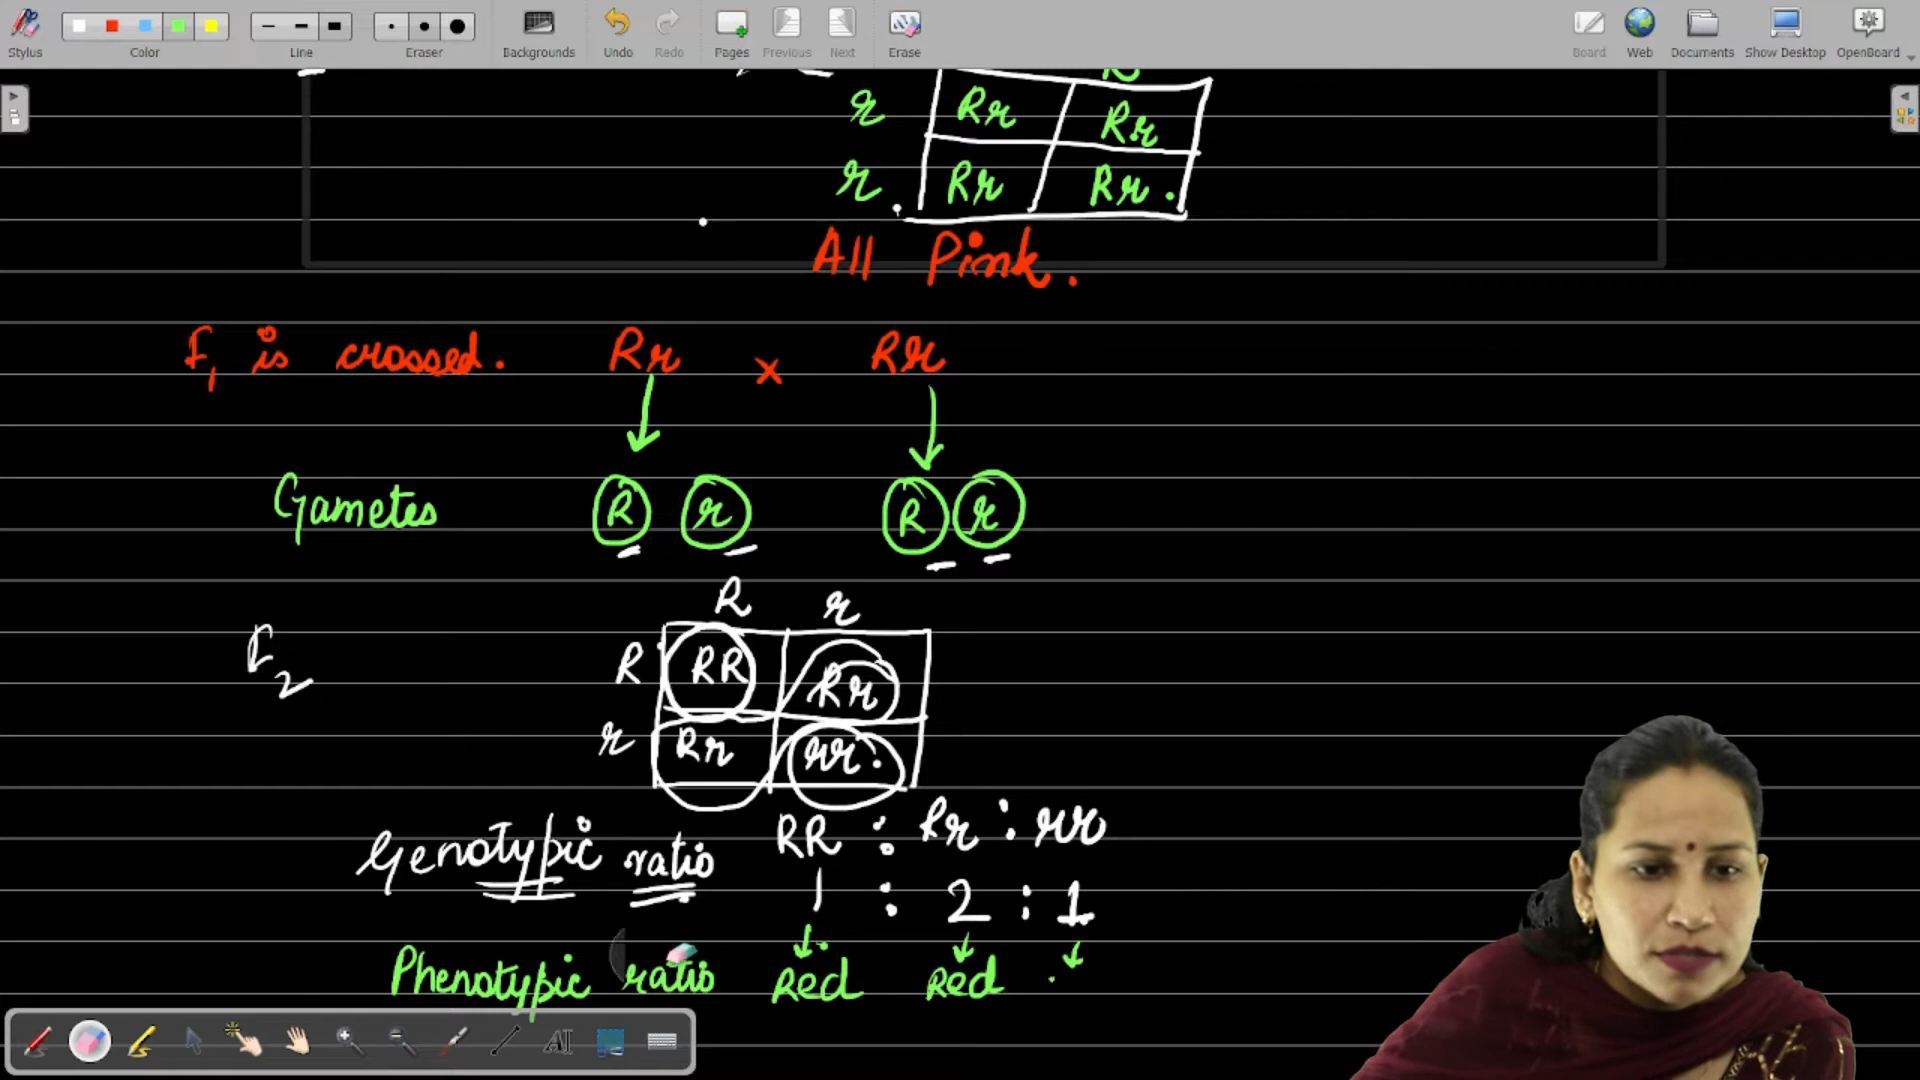 Stylus Color Line Eraser Backgrounds Undo Redo Pages Previous Next Erase Board Web Documents Show Desktop OpenBoard
R
r Rr Rr
r Rr Rr
All Pink.
F1 is crossed. Rr x Rr
Gametes R r R r
R r
F2 R RR Rr
r Rr rr
Genotypic ratio RR : Rr : rr
1 : 2 : 1
Phenotypic ratio Red Red
AI